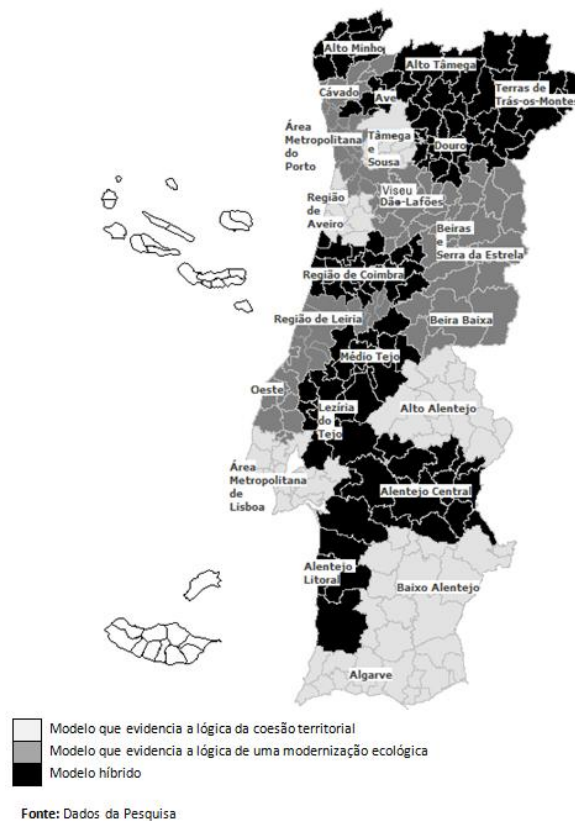 Alto Minho
Alto Tâmega
Terras de
Trás-os-Montes
Cávado
Ave
Área
Metropolitana
do
Porto
Tâmega
e
Sousa
Douro
Viseu
Dão-Lafões
Região
de
Aveiro
Beiras
e
Serra da Estrela
Região de Coimbra
Região de Leiria
Beira Baixa
Médio Tejo
Oeste
Lezíria
do
Tejo
Alto Alentejo
Área
Metropolitana
de
Lisboa
Alentejo Central
Alentejo
Litoral
Baixo Alentejo
Algarve
Modelo que evidencia a lógica da coesão territorial
Modelo que evidencia a lógica de uma modernização ecológica
Modelo híbrido
Fonte: Dados da Pesquisa